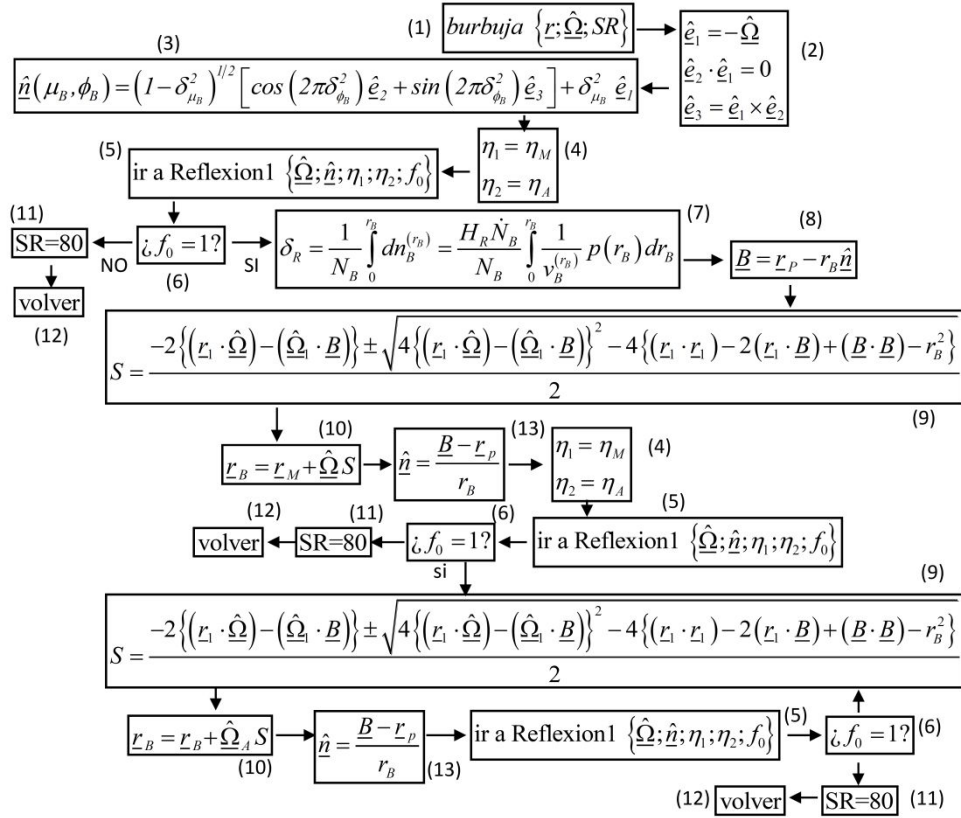 (1) burbuja {r; Ω̂; SR}
(2)
ê₁ = −Ω̂
ê₂ · ê₁ = 0
ê₃ = ê₁ × ê₂
(3)
n̂(μ_B, ϕ_B) = (1−δ²_{μ_B})^{1/2} [cos(2πδ²_{ϕ_B}) ê₂ + sin(2πδ²_{ϕ_B}) ê₃] + δ²_{μ_B} ê₁
η₁ = η_M
η₂ = η_A
(4)
(5)
ir a Reflexion1 {Ω̂; n̂; η₁; η₂; f₀}
¿f₀ = 1?
(6)
NO
SI
(11)
SR=80
volver
(12)
δ_R = 1/N_B ∫₀^{r_B} dn_B^{(r_B)} = H_R Ṅ_B/N_B ∫₀^{r_B} 1/v_B^{(r_B)} p(r_B) dr_B
(7)
(8)
B = r_P − r_B n̂
S = (−2{(r₁ · Ω̂) − (Ω̂₁ · B)} ± √(4{(r₁ · Ω̂) − (Ω̂₁ · B)}² − 4{(r₁ · r₁) − 2(r₁ · B) + (B · B) − r_B²}))/2
(9)
(10)
r_B = r_M + Ω̂ S
(13)
n̂ = (B − r_p)/r_B
η₁ = η_M
η₂ = η_A
(4)
(5)
ir a Reflexion1 {Ω̂; n̂; η₁; η₂; f₀}
(6)
¿f₀ = 1?
(11)
SR=80
(12)
volver
si
(9)
S = (−2{(r₁ · Ω̂) − (Ω̂₁ · B)} ± √(4{(r₁ · Ω̂) − (Ω̂₁ · B)}² − 4{(r₁ · r₁) − 2(r₁ · B) + (B · B) − r_B²}))/2
r_B = r_B + Ω̂_A S
(10)
n̂ = (B − r_p)/r_B
(13)
ir a Reflexion1 {Ω̂; n̂; η₁; η₂; f₀}
(5)
¿f₀ = 1?
(6)
SR=80
(11)
volver
(12)